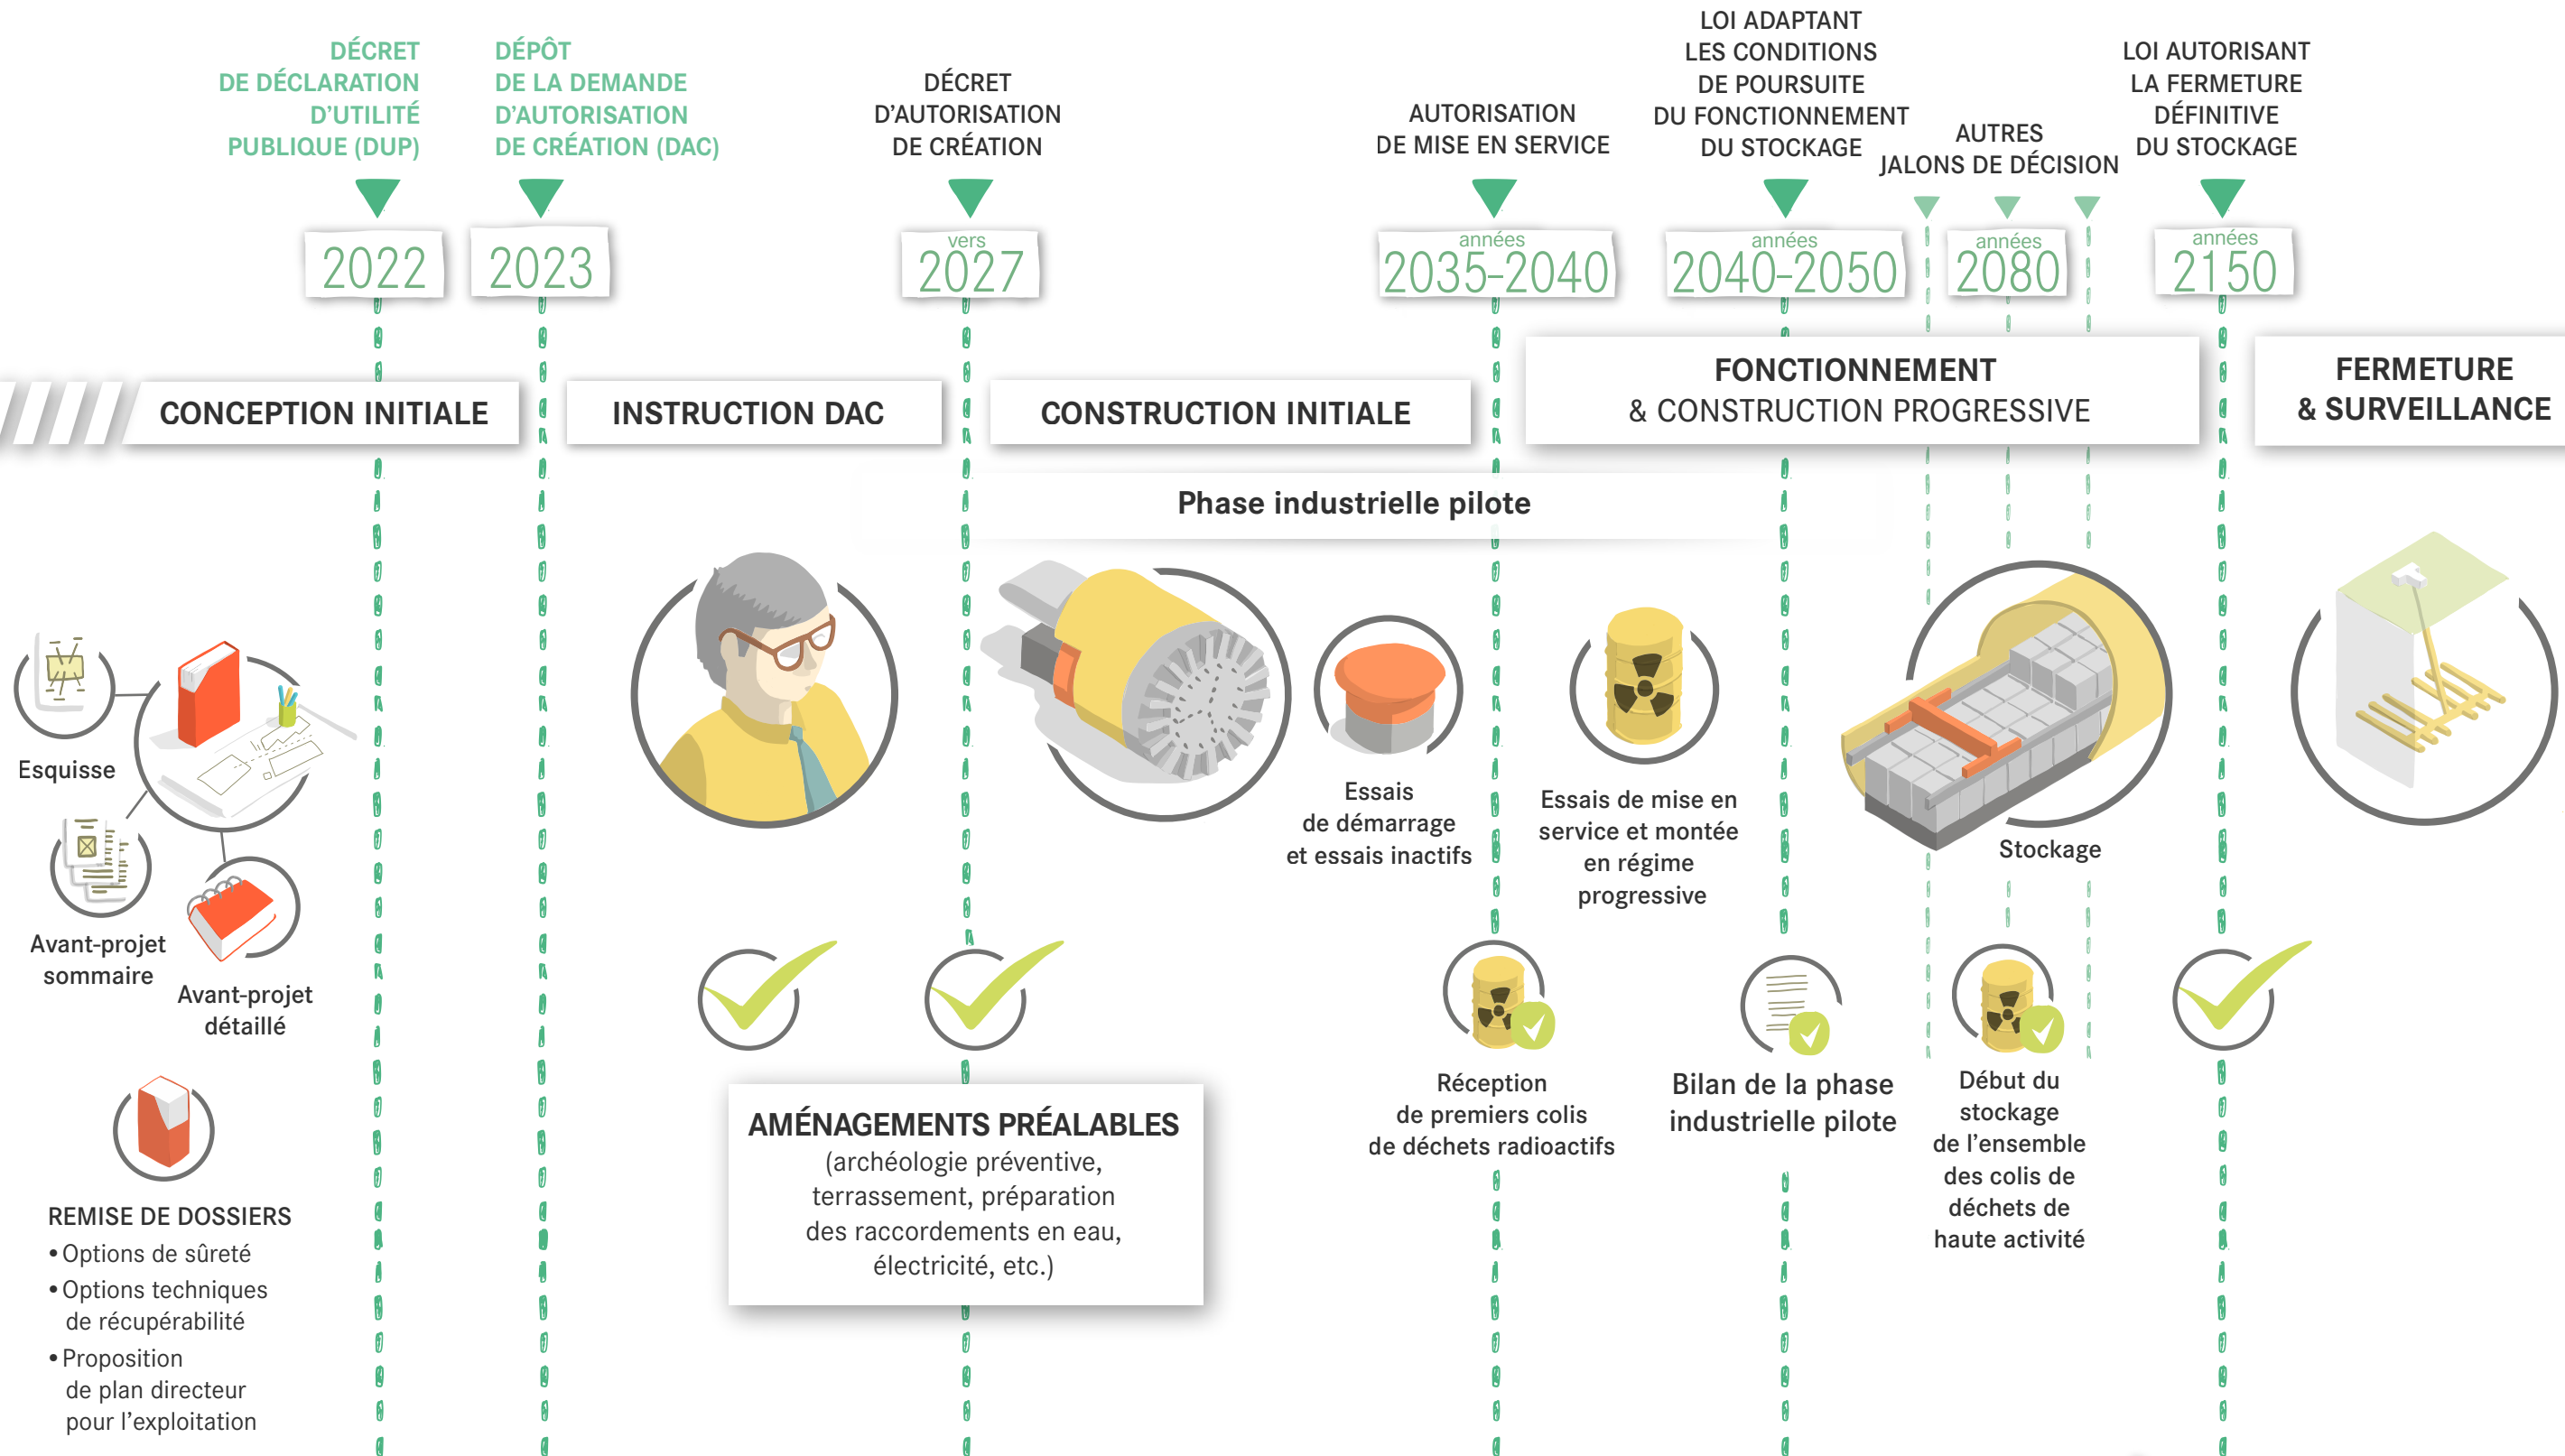 DÉCRET
DE DÉCLARATION
D'UTILITÉ
PUBLIQUE (DUP)
2022
DÉPÔT
DE LA DEMANDE
D'AUTORISATION
DE CRÉATION (DAC)
2023
DÉCRET
D'AUTORISATION
DE CRÉATION
vers
2027
AUTORISATION
DE MISE EN SERVICE
années
2035-2040
LOI ADAPTANT
LES CONDITIONS
DE POURSUITE
DU FONCTIONNEMENT
DU STOCKAGE
années
2040-2050
AUTRES
JALONS DE DÉCISION
années
2080
LOI AUTORISANT
LA FERMETURE
DÉFINITIVE
DU STOCKAGE
années
2150
CONCEPTION INITIALE
INSTRUCTION DAC
CONSTRUCTION INITIALE
FONCTIONNEMENT
& CONSTRUCTION PROGRESSIVE
FERMETURE
& SURVEILLANCE
Phase industrielle pilote
Esquisse
Avant-projet
sommaire
Avant-projet
détaillé
Essais
de démarrage
et essais inactifs
Essais de mise en
service et montée
en régime
progressive
Stockage
REMISE DE DOSSIERS
• Options de sûreté
• Options techniques
de récupérabilité
• Proposition
de plan directeur
pour l'exploitation
AMÉNAGEMENTS PRÉALABLES
(archéologie préventive,
terrassement, préparation
des raccordements en eau,
électricité, etc.)
Réception
de premiers colis
de déchets radioactifs
Bilan de la phase
industrielle pilote
Début du
stockage
de l'ensemble
des colis de
déchets de
haute activité